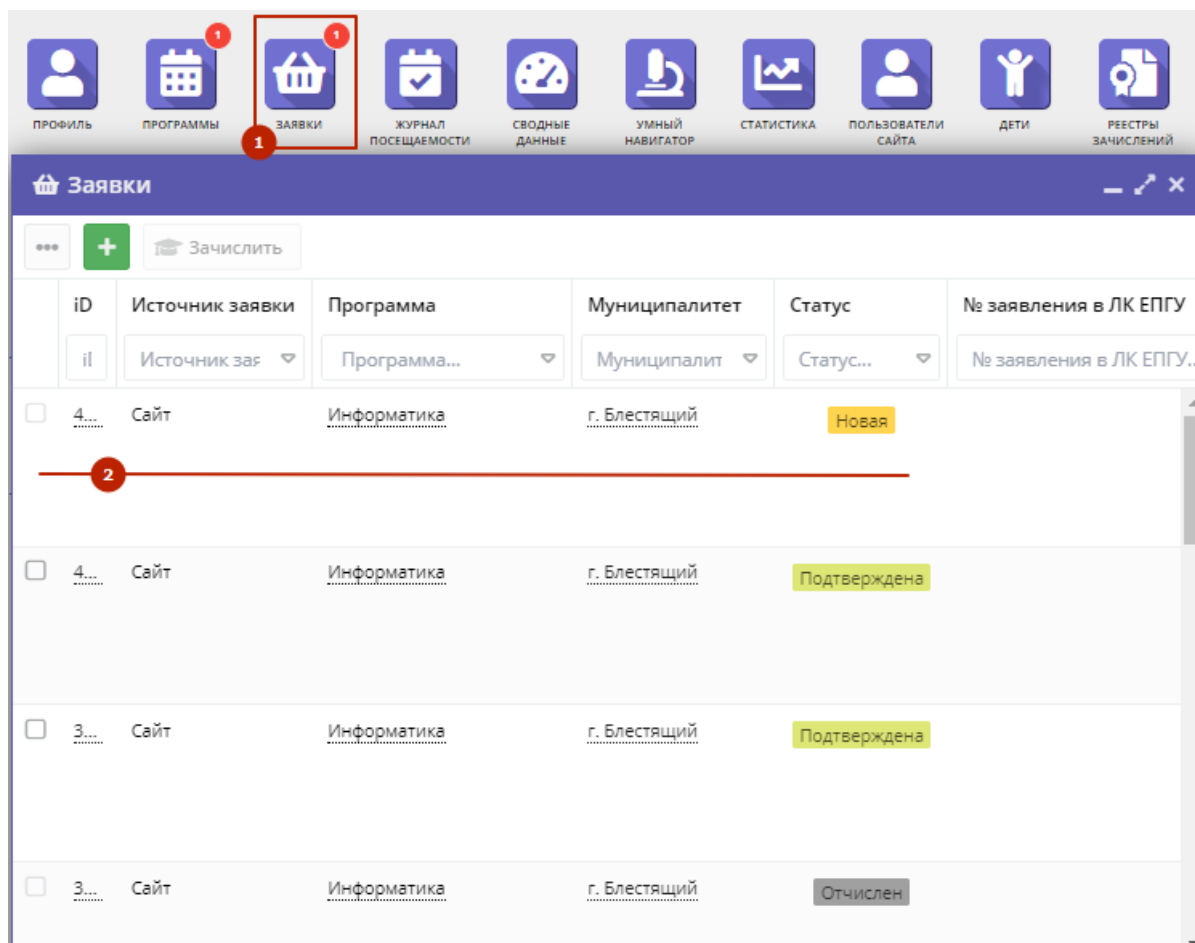 1
1
ПРОФИЛЬ ПРОГРАММЫ ЗАЯВКИ ЖУРНАЛ ПОСЕЩАЕМОСТИ СВОДНЫЕ ДАННЫЕ УМНЫЙ НАВИГАТОР СТАТИСТИКА ПОЛЬЗОВАТЕЛИ САЙТА ДЕТИ РЕЕСТРЫ ЗАЧИСЛЕНИЙ
1
Заявки
Зачислить
iD Источник заявки Программа Муниципалитет Статус № заявления в ЛК ЕПГУ
Источник зая Программа... Муниципалит Статус... № заявления в ЛК ЕПГУ...
4... Сайт Информатика г. Блестящий Новая
2
4... Сайт Информатика г. Блестящий Подтверждена
3... Сайт Информатика г. Блестящий Подтверждена
3... Сайт Информатика г. Блестящий Отчислен